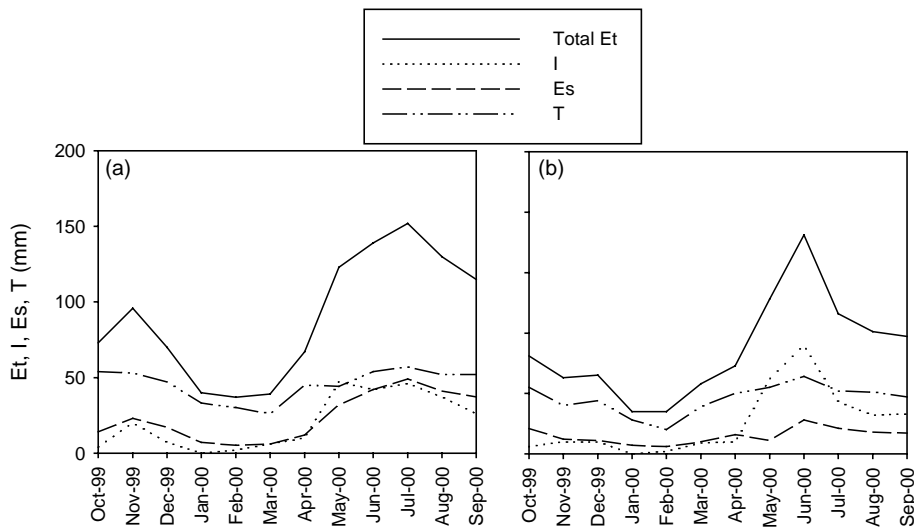 Total Et
I
Es
T
(a)
(b)
Et, I, Es, T (mm)
200
150
100
50
0
Oct-99
Nov-99
Dec-99
Jan-00
Feb-00
Mar-00
Apr-00
May-00
Jun-00
Jul-00
Aug-00
Sep-00
Oct-99
Nov-99
Dec-99
Jan-00
Feb-00
Mar-00
Apr-00
May-00
Jun-00
Jul-00
Aug-00
Sep-00